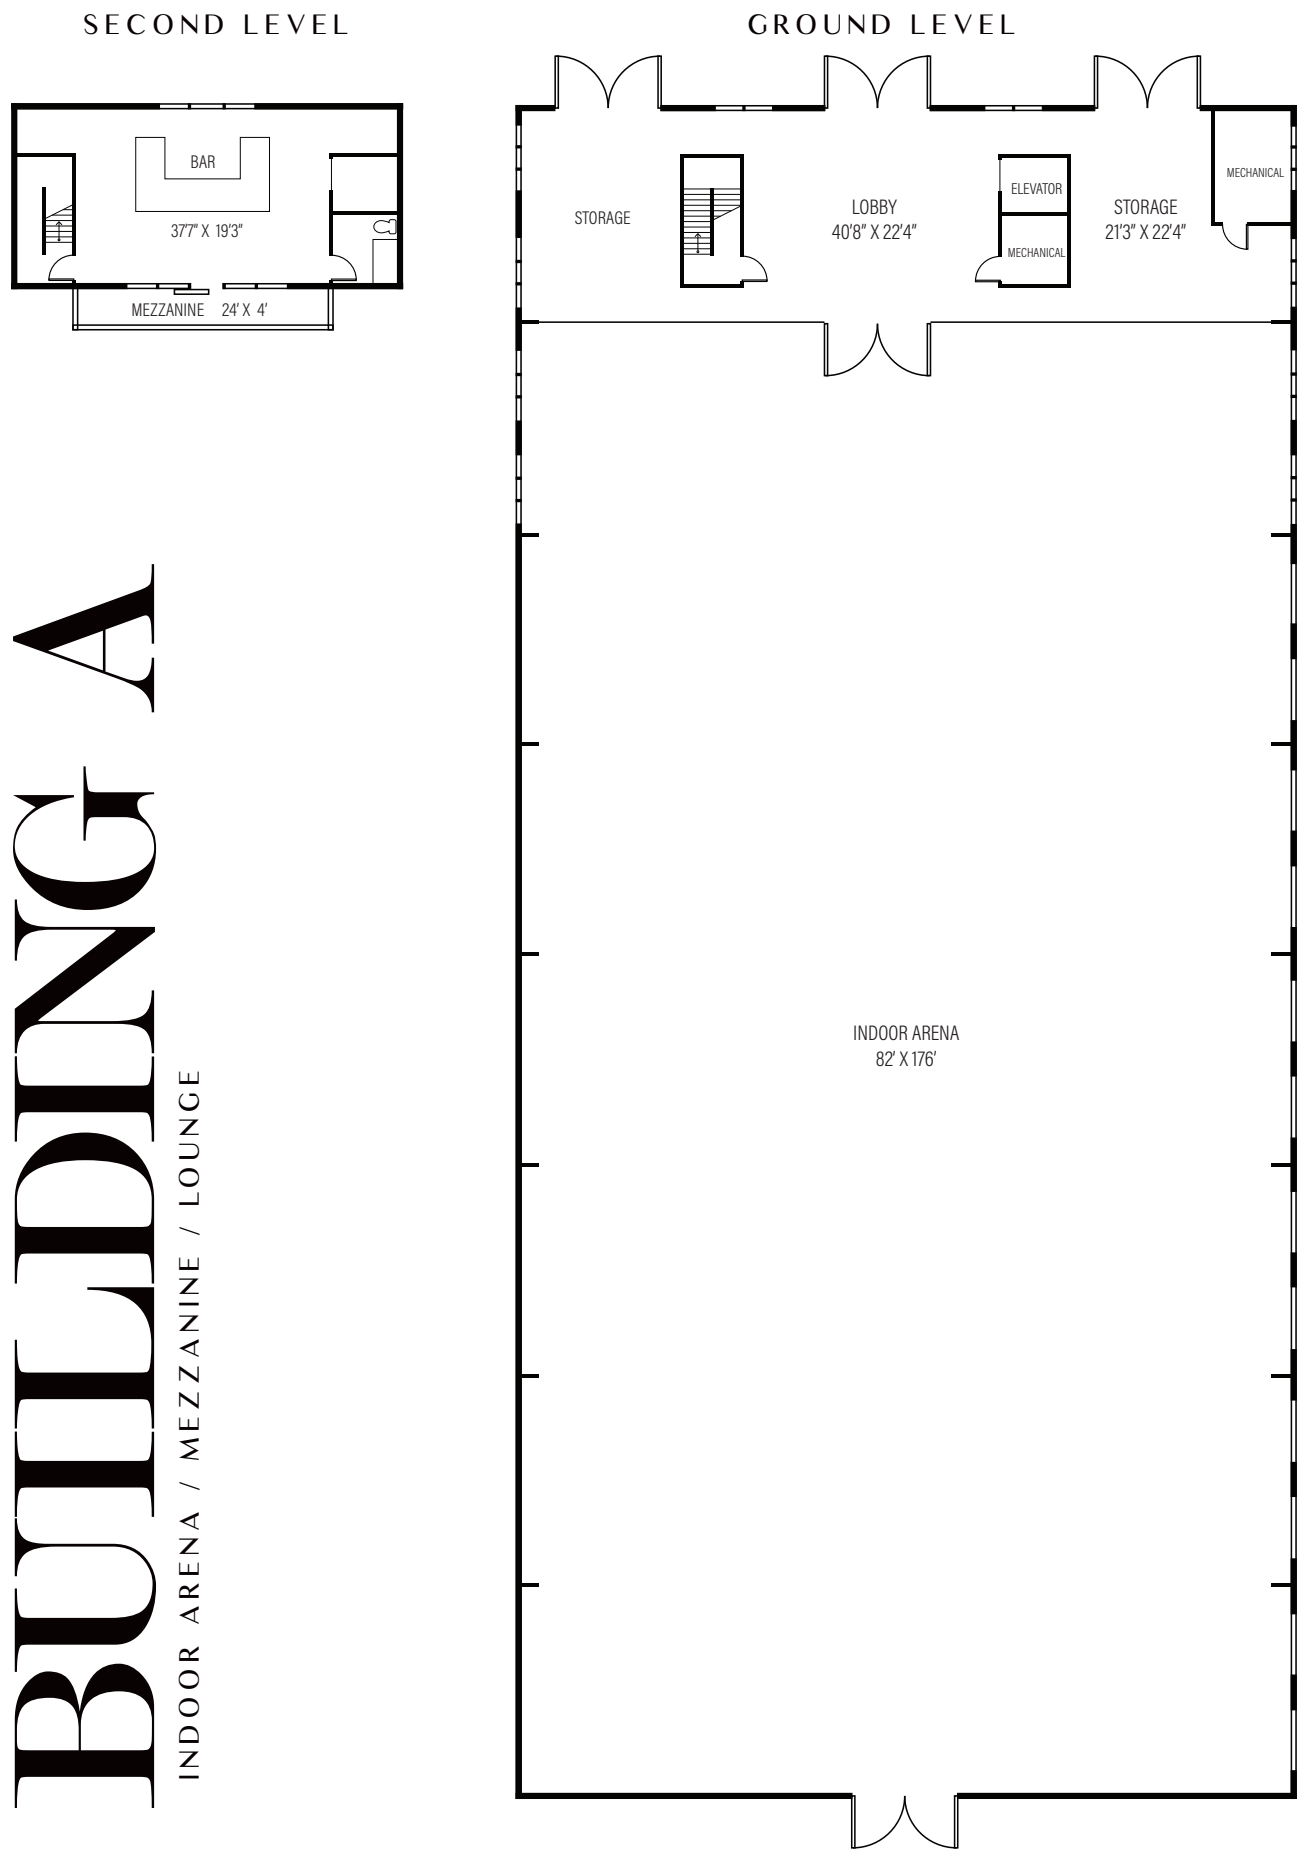 SECOND LEVEL
BAR
37'7" X 19'3"
MEZZANINE 24' X 4'
GROUND LEVEL
STORAGE
LOBBY
40'8" X 22'4"
ELEVATOR
MECHANICAL
STORAGE
21'3" X 22'4"
MECHANICAL
INDOOR ARENA
82' X 176'
BUILDING A
INDOOR ARENA / MEZZANINE / LOUNGE